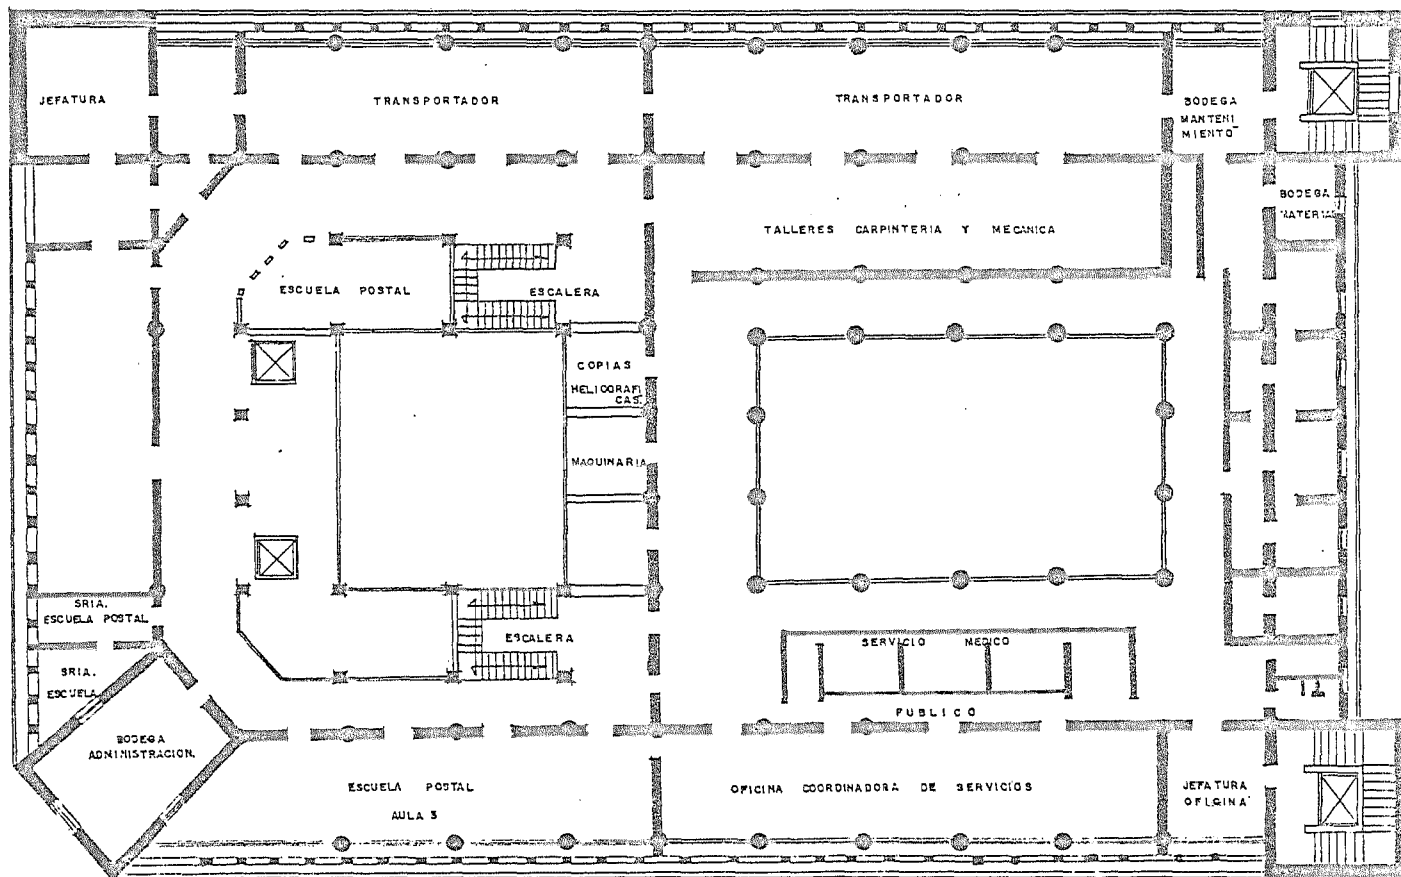 JEFATURA
TRANSPORTADOR
TRANSPORTADOR
BODEGA
MANTENI
MIENTO
BODEGA
MATERIAL
TALLERES CARPINTERIA Y MECANICA
ESCUELA POSTAL
ESCALERA
COPIAS
HELIOGRAFI
CAS.
MAQUINARIA
SRIA.
ESCUELA POSTAL
SRIA.
ESCUELA
ESCALERA
SERVICIO MEDICO
PUBLICO
BODEGA
ADMINISTRACION.
ESCUELA POSTAL
AULA 3
OFICINA COORDINADORA DE SERVICIOS
JEFATURA
OFICINA